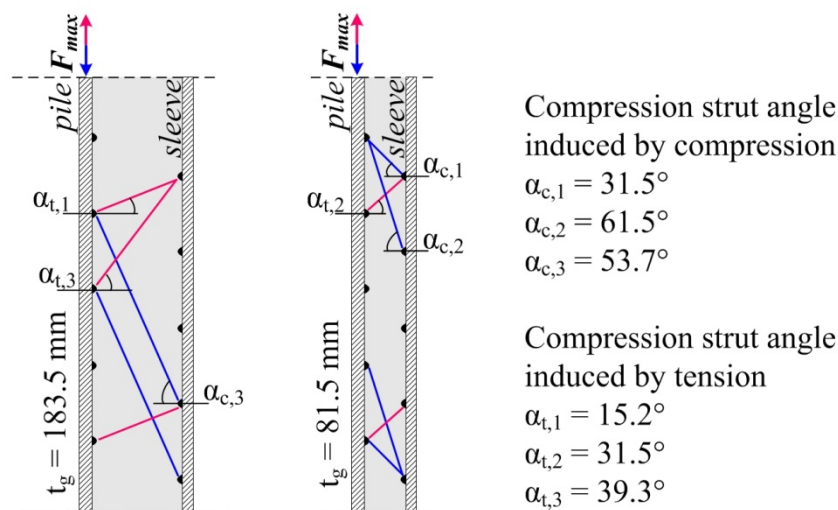 F_max
pile
sleeve
α_t,1
α_t,3
α_c,3
t_g = 183.5 mm
F_max
pile
sleeve
α_c,1
α_t,2
α_c,2
t_g = 81.5 mm
Compression strut angle
induced by compression
α_c,1 = 31.5°
α_c,2 = 61.5°
α_c,3 = 53.7°
Compression strut angle
induced by tension
α_t,1 = 15.2°
α_t,2 = 31.5°
α_t,3 = 39.3°